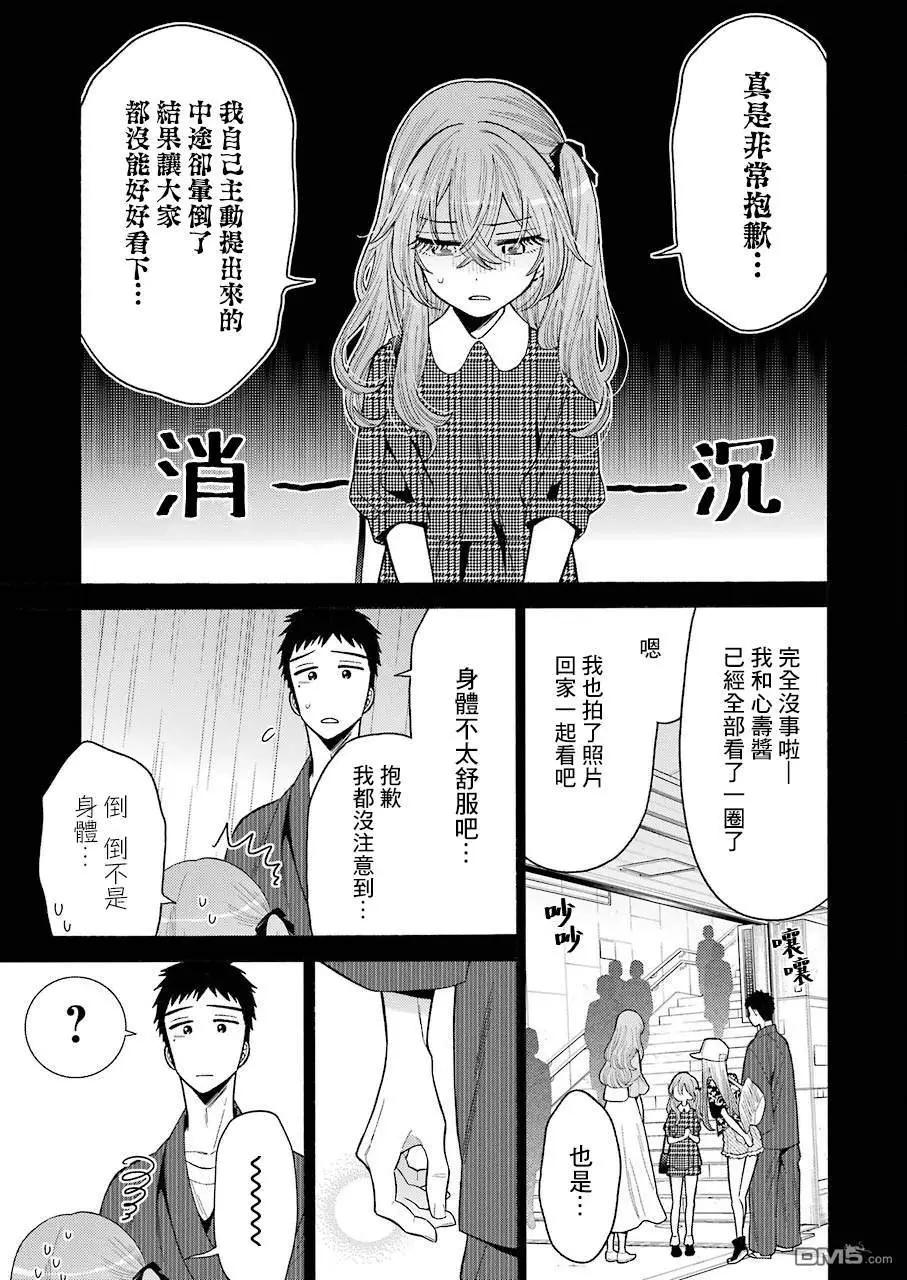 真是非常抱歉…
我自己主動提出來的
中途卻暈倒了
結果讓大家
都沒能好好看下…
消—沉
完全沒事啦—
我和心壽醬
已經全部看了一圈了
嗯
我也拍了照片
回家一起看吧
吵吵
嚷嚷
也是…
身體不太舒服吧…
抱歉
我都沒注意到…
倒 倒不是
身體…
?
DM5.com